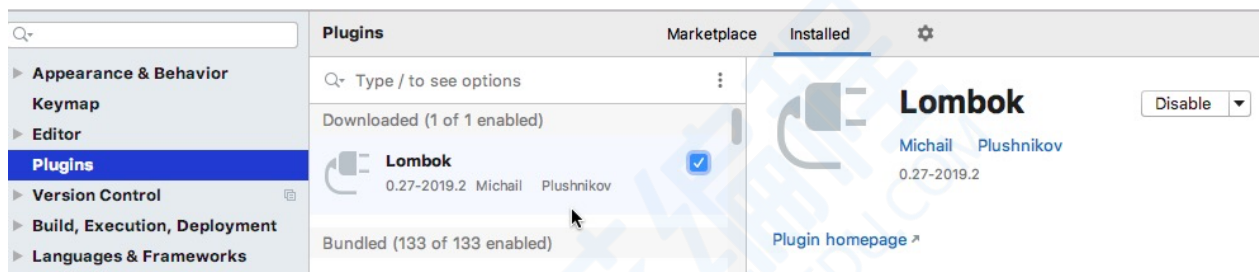 Plugins
Marketplace
Installed
Appearance & Behavior
Keymap
Editor
Plugins
Version Control
Build, Execution, Deployment
Languages & Frameworks
Type / to see options
Downloaded (1 of 1 enabled)
Lombok
0.27-2019.2 Michail Plushnikov
Bundled (133 of 133 enabled)
Lombok
Disable
Michail Plushnikov
0.27-2019.2
Plugin homepage